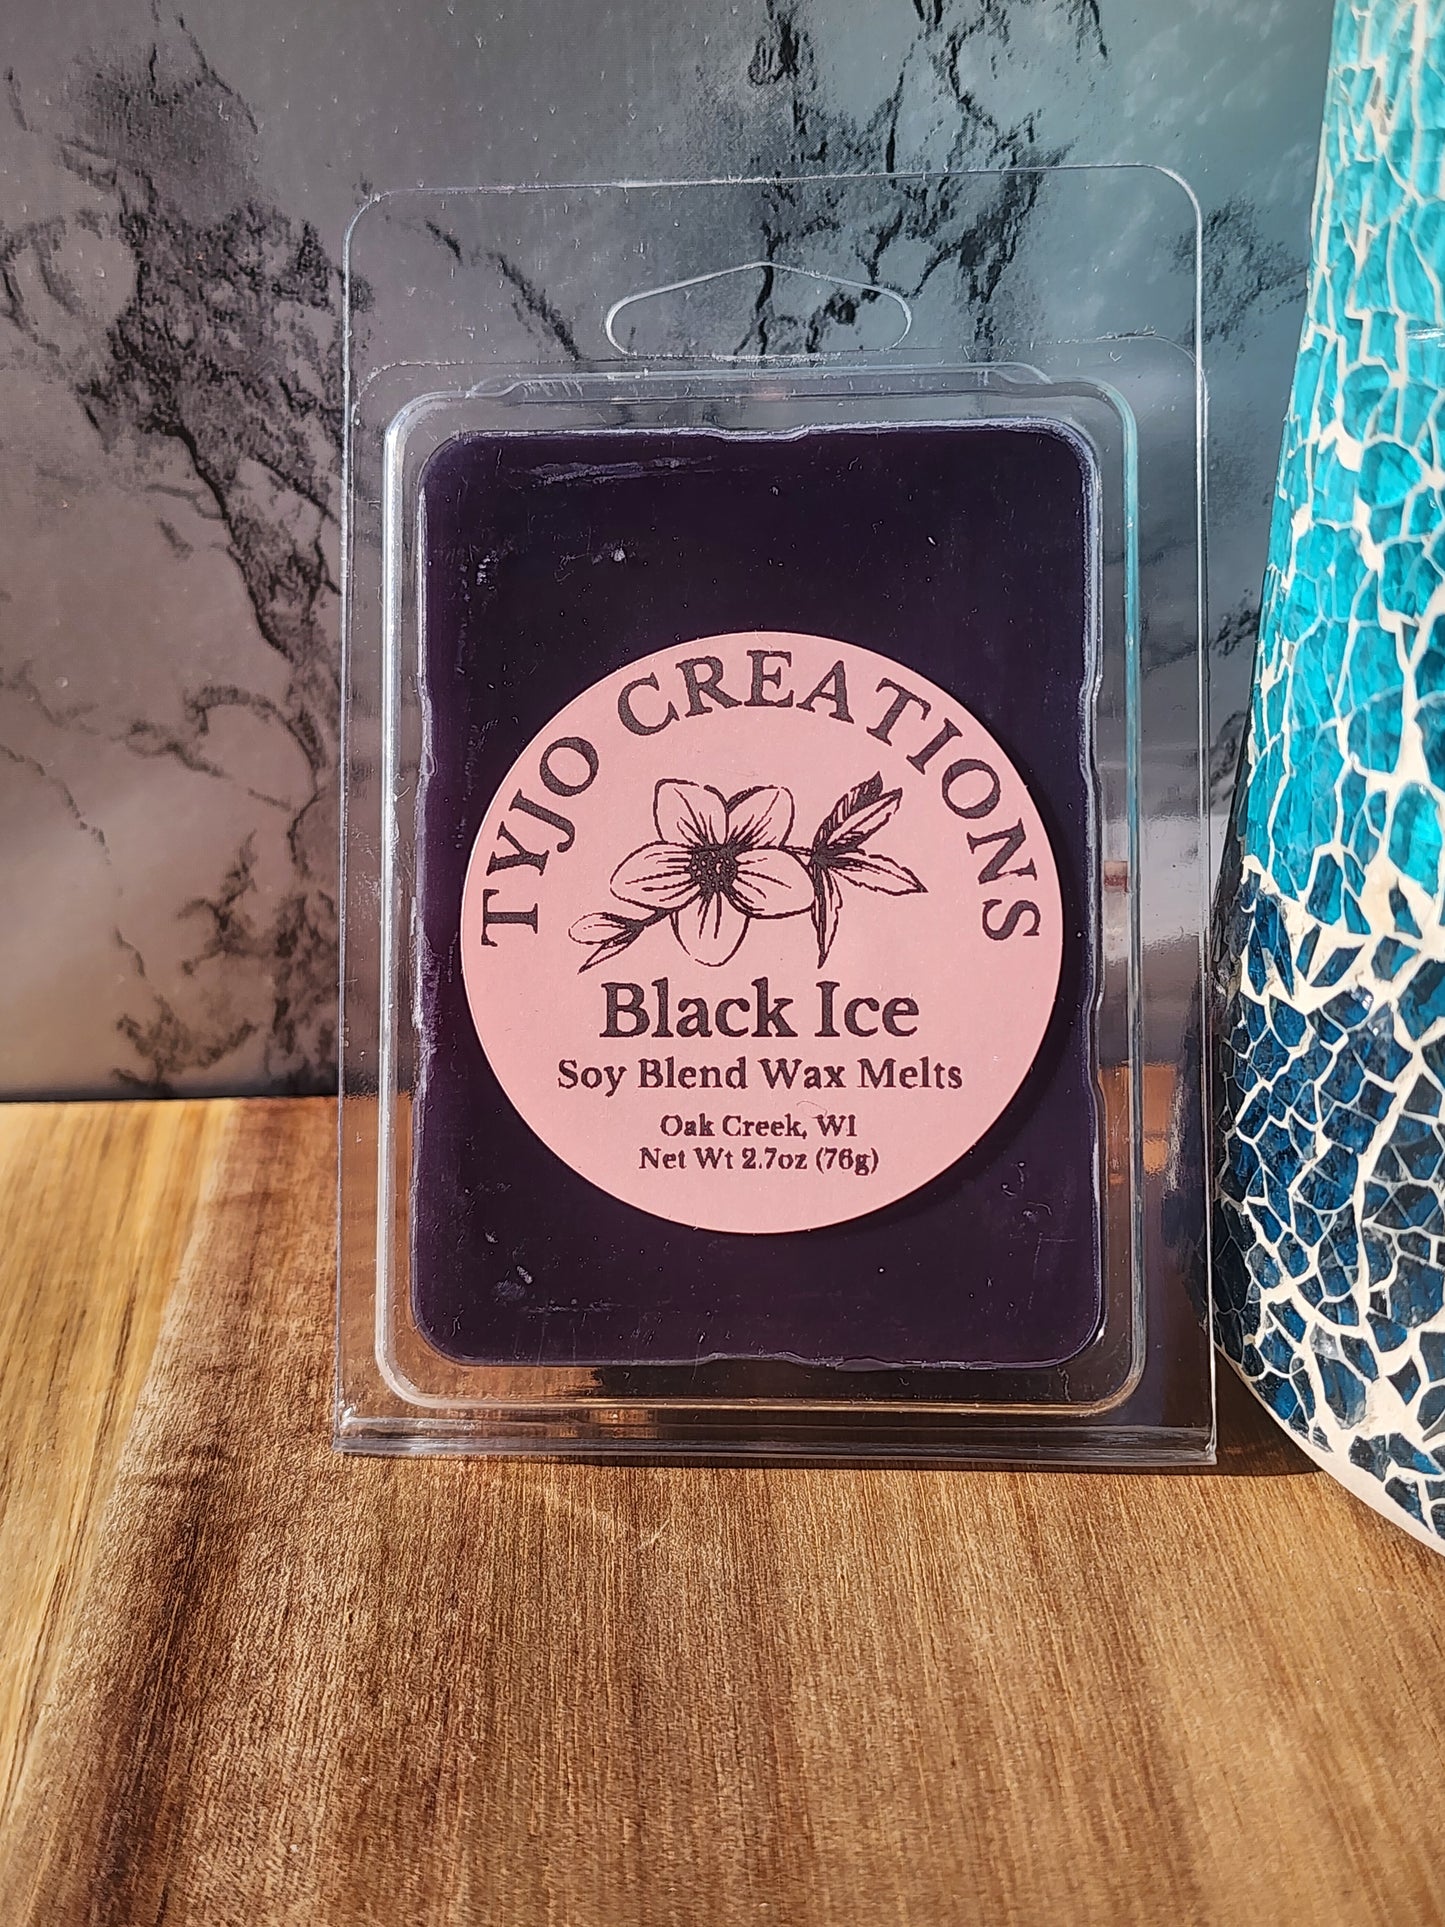 TYJO CREATIONS
Black Ice
Soy Blend Wax Melts
Oak Creek, WI
Net Wt 2.7oz (76g)